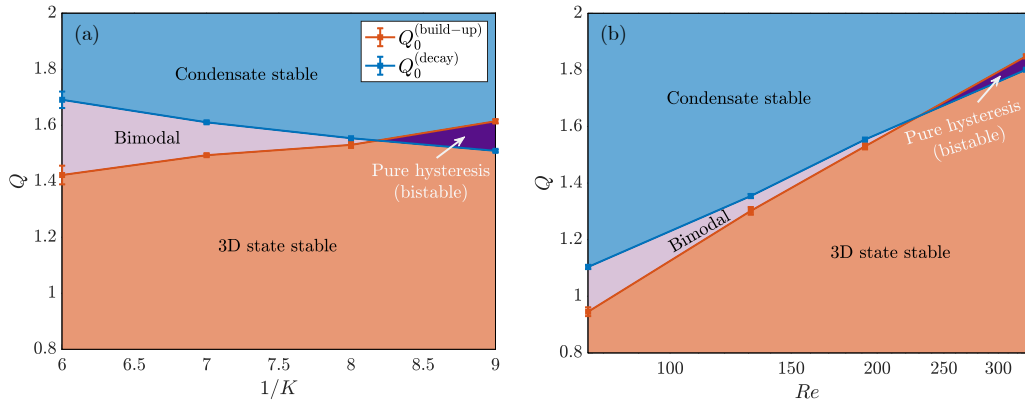 (a)
Q_0^(build−up)
Q_0^(decay)
Condensate stable
Bimodal
Pure hysteresis
(bistable)
3D state stable
Q
2
1.8
1.6
1.4
1.2
1
0.8
6
6.5
7
7.5
8
8.5
9
1/K
(b)
Condensate stable
Pure hysteresis
(bistable)
Bimodal
3D state stable
Q
2
1.8
1.6
1.4
1.2
1
0.8
100
150
200
250
300
Re